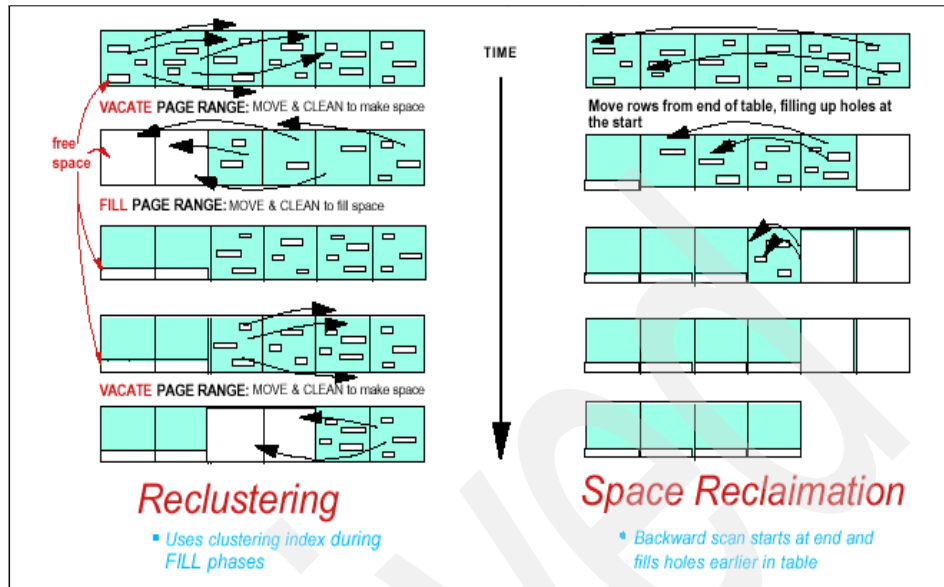 VACATE PAGE RANGE: MOVE & CLEAN to make space
free
space
FILL PAGE RANGE: MOVE & CLEAN to fill space
VACATE PAGE RANGE: MOVE & CLEAN to make space
Reclustering
▪ Uses clustering index during
FILL phases
TIME
Move rows from end of table, filling up holes at
the start
Space Reclaimation
* Backward scan starts at end and
fills holes earlier in table